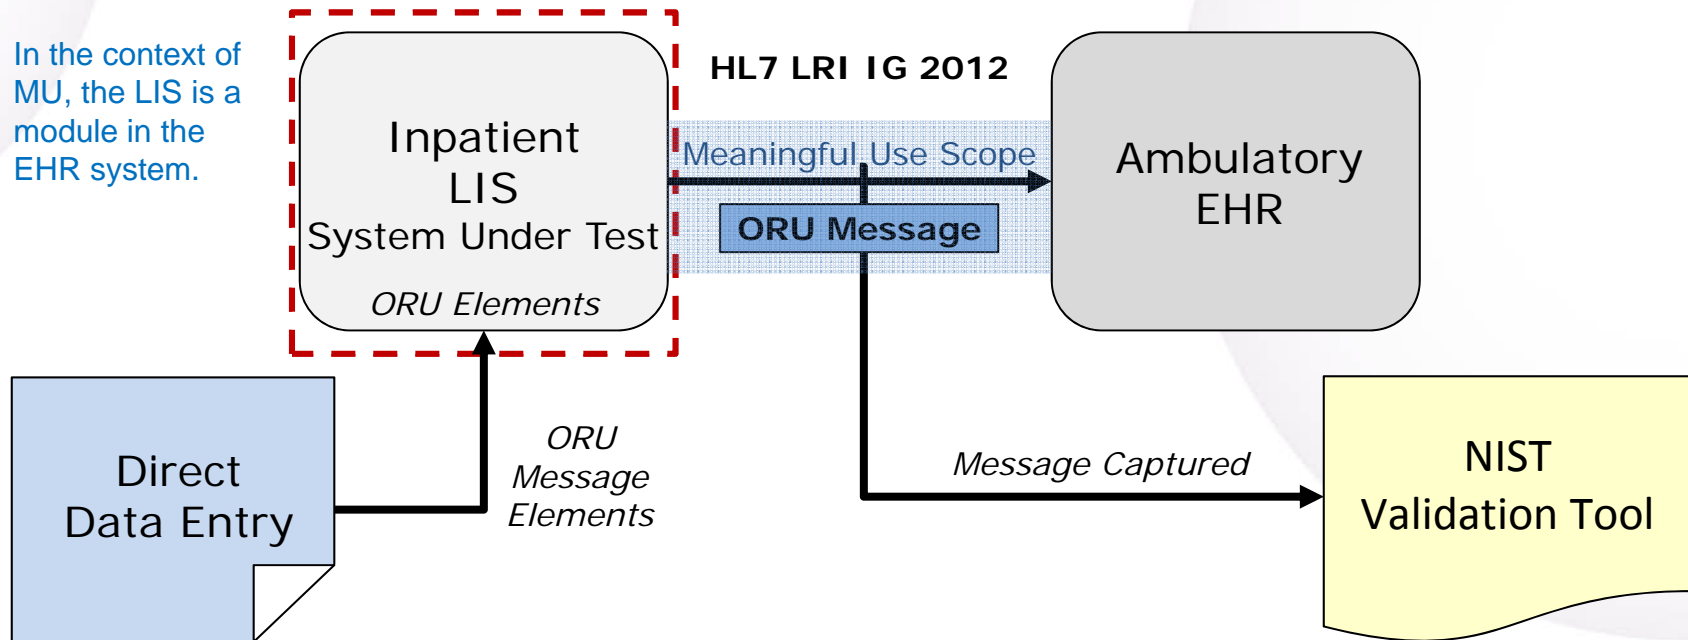 In the context of
MU, the LIS is a
module in the
EHR system.
Inpatient
LIS
System Under Test
ORU Elements
HL7 LRI IG 2012
Meaningful Use Scope
ORU Message
Ambulatory
EHR
Direct
Data Entry
ORU
Message
Elements
Message Captured
NIST
Validation Tool